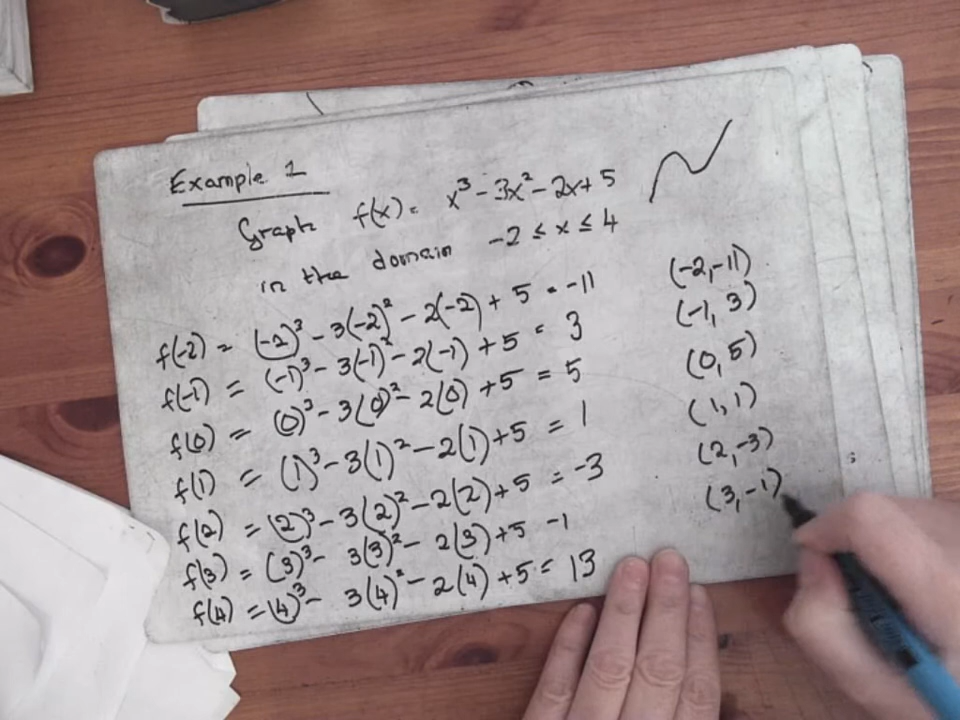 Example 1
Graph f(x) = x³ - 3x² - 2x + 5
in the domain -2 ≤ x ≤ 4
f(-2) = (-2)³ - 3(-2)² - 2(-2) + 5 = -11 (-2,-11)
f(-1) = (-1)³ - 3(-1)² - 2(-1) + 5 = 3 (-1, 3)
f(0) = (0)³ - 3(0)² - 2(0) + 5 = 5 (0, 5)
f(1) = (1)³ - 3(1)² - 2(1) + 5 = 1 (1, 1)
f(2) = (2)³ - 3(2)² - 2(2) + 5 = -3 (2, -3)
f(3) = (3)³ - 3(3)² - 2(3) + 5 -1 (3, -1)
f(4) = (4)³ - 3(4)² - 2(4) + 5 = 13